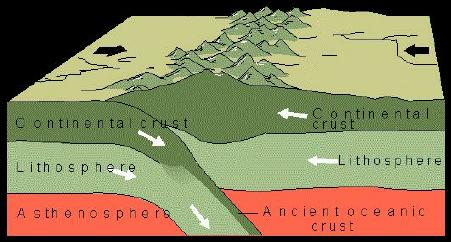 Continental crust
Continental
crust
Lithosphere
Lithosphere
Asthenosphere
Ancient oceanic
crust